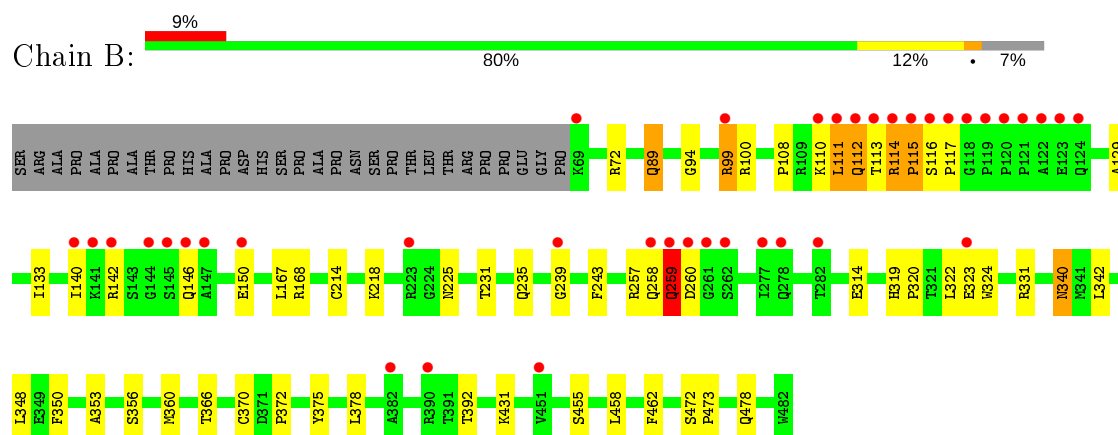 9%
Chain B:
80% 12% • 7%
SER ARG ALA PRO ALA PRO ALA THR PRO HIS ALA PRO ASP HIS SER PRO ALA PRO ASN SER PRO THR LEU THR ARG PRO PRO GLU GLY PRO K69 R72 Q89 G94 R99 R100 P108 R109 K110 L111 Q112 T113 R114 P115 S116 P117 G118 P119 P120 P121 A122 E123 Q124 A129
I133 I140 K141 R142 S143 G144 S145 Q146 A147 E150 L167 R168 C214 K218 R223 G224 N225 T231 Q235 G239 F243 R257 Q258 Q259 D260 G261 S262 I277 Q278 T282 E314 H319 P320 T321 L322 E323 W324 R331 N340 M341 L342
L348 E349 F350 A353 S356 M360 T366 C370 D371 P372 Y375 L378 A382 R390 T391 T392 K431 V451 S455 L458 F462 S472 P473 Q478 W482